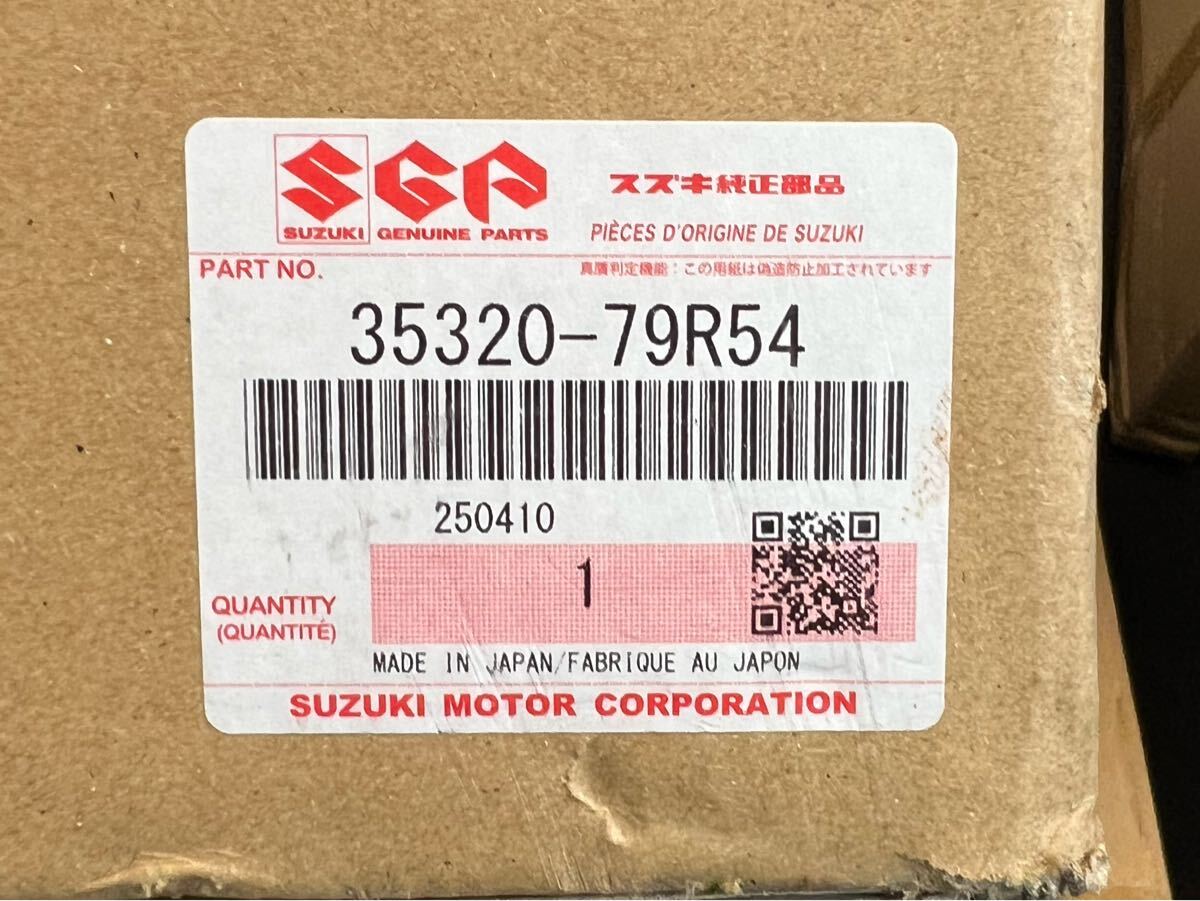 SGP
SUZUKI GENUINE PARTS
スズキ純正部品
PIÈCES D'ORIGINE DE SUZUKI
PART NO.
真贋判定機能：この用紙は偽造防止加工されています
35320-79R54
250410
1
QUANTITY
(QUANTITÉ)
MADE IN JAPAN/FABRIQUE AU JAPON
SUZUKI MOTOR CORPORATION